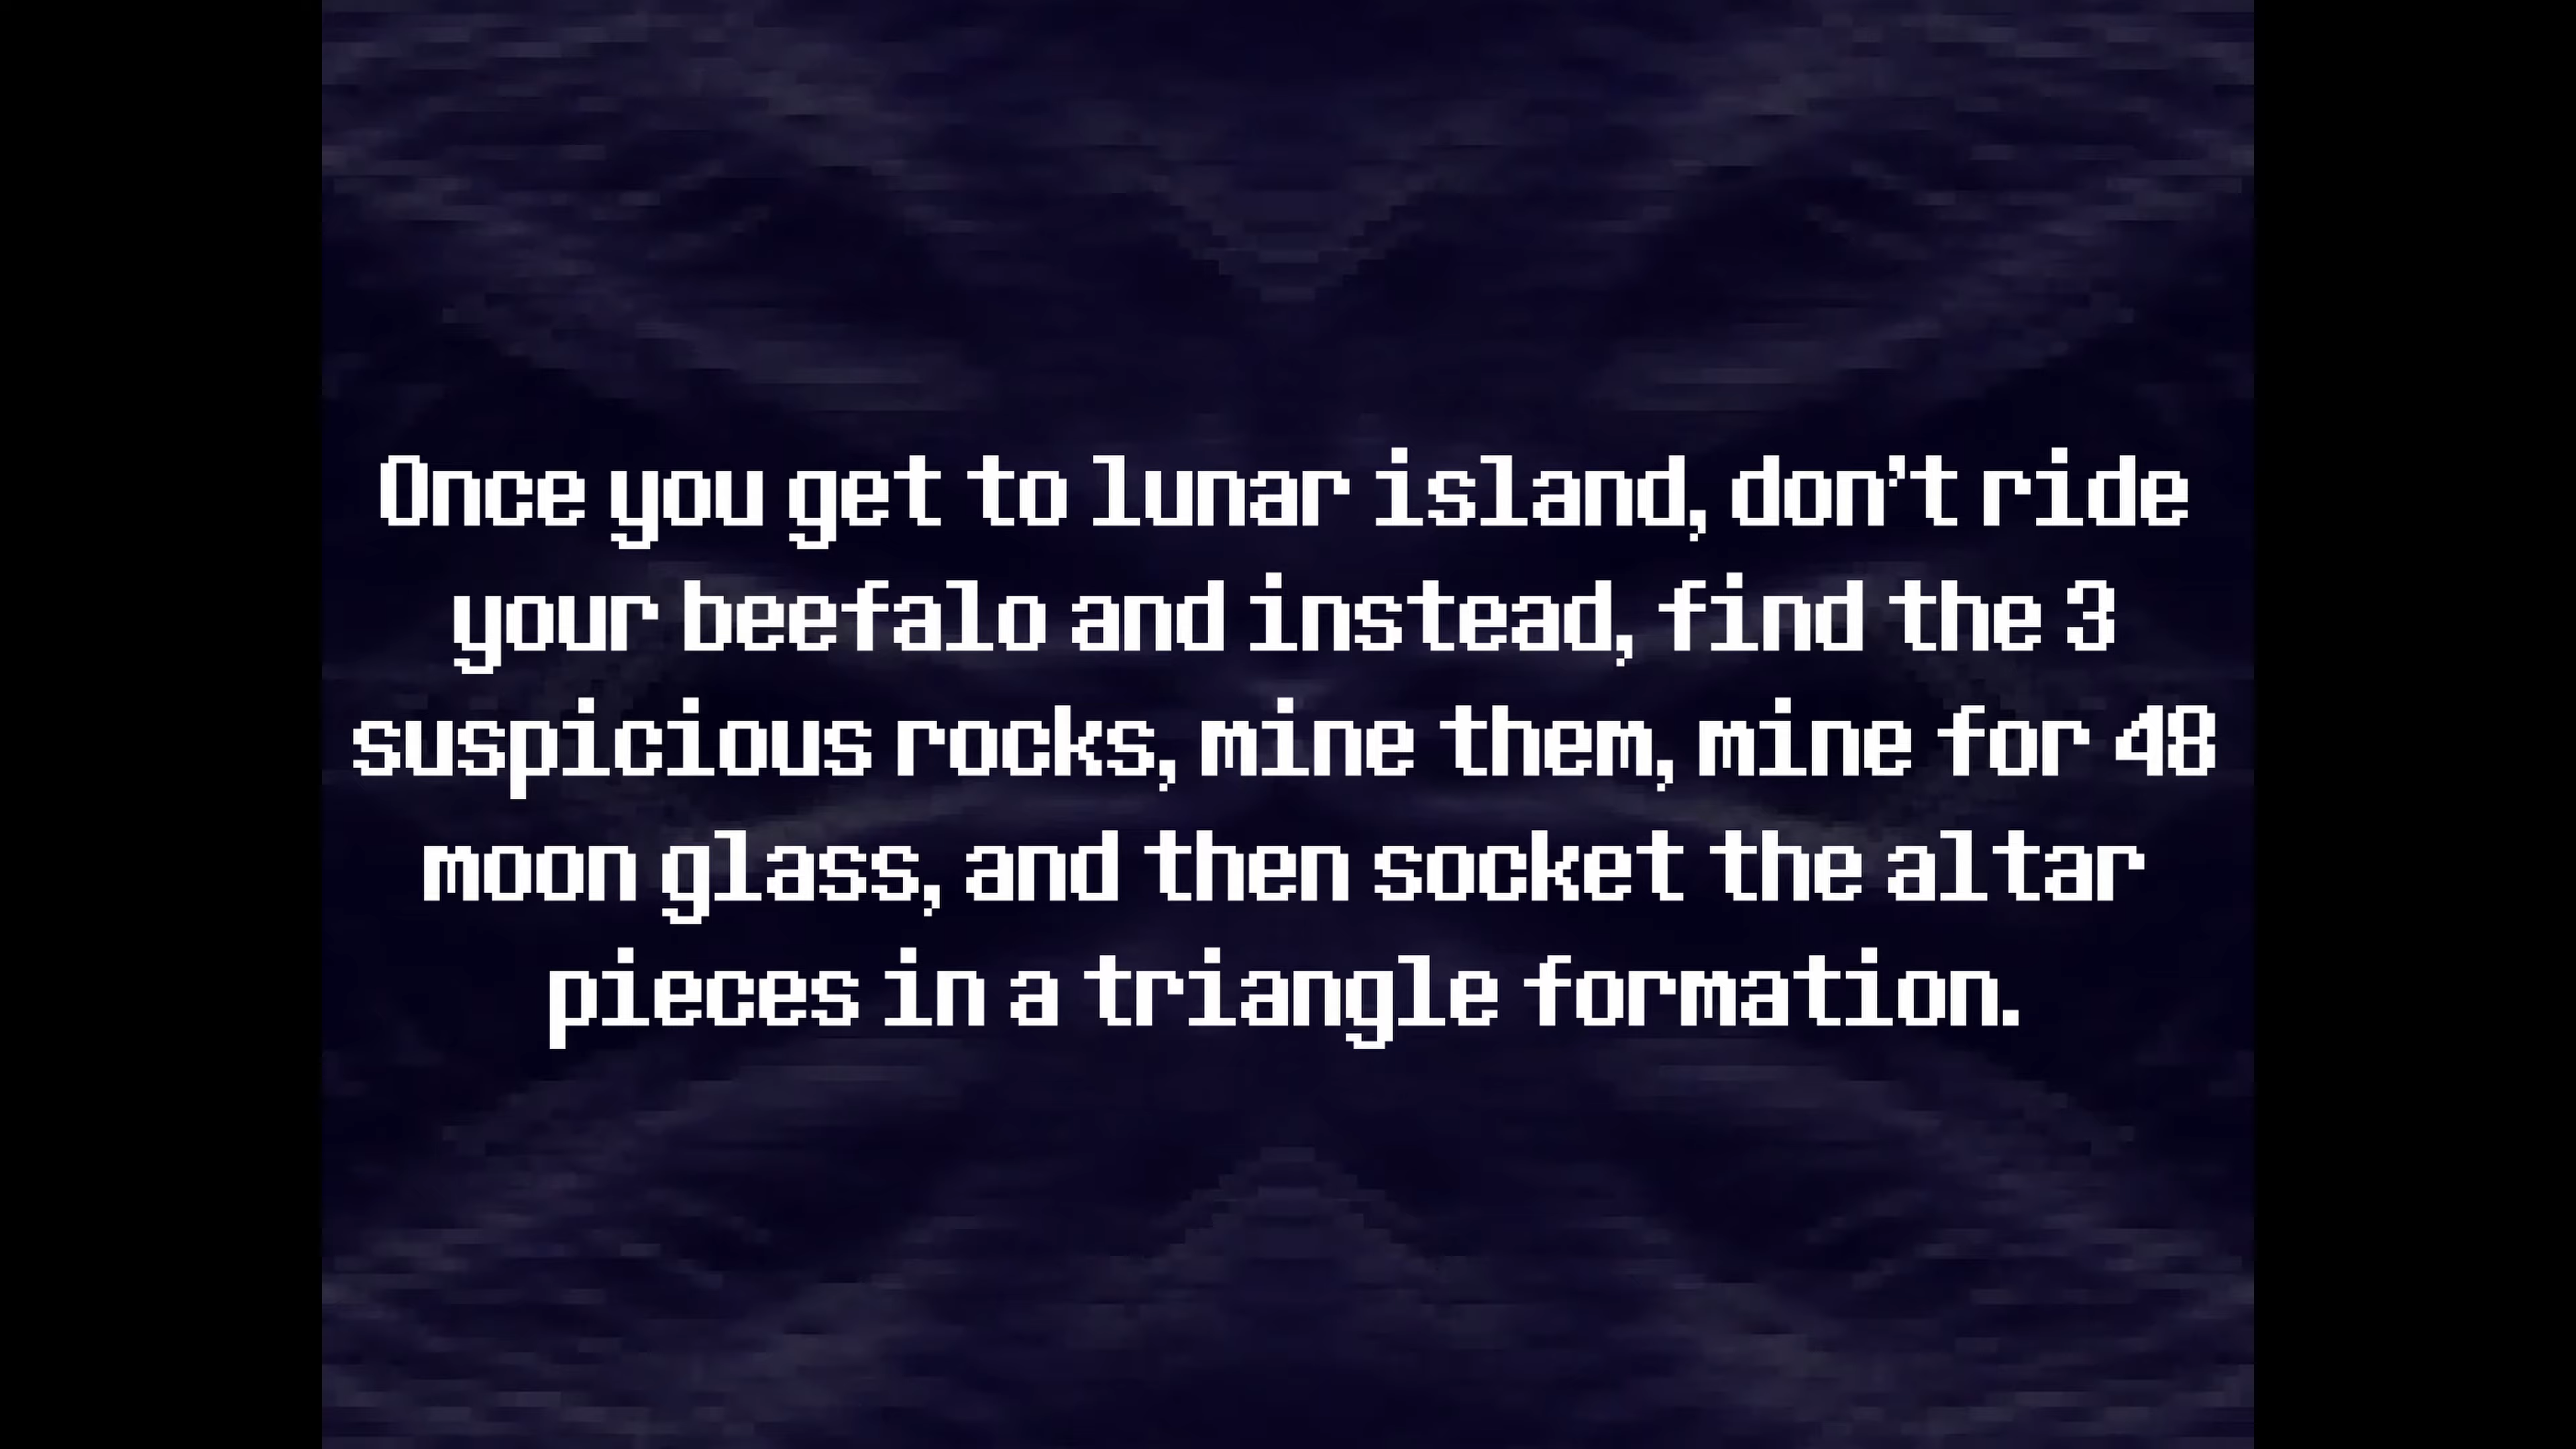 Once you get to lunar island, don't ride
your beefalo and instead, find the 3
suspicious rocks, mine them, mine for 48
moon glass, and then socket the altar
pieces in a triangle formation.